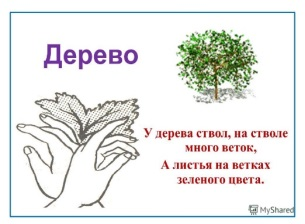 Дерево
У дерева ствол, на стволе
много веток,
А листья на ветках
зеленого цвета.
MyShared